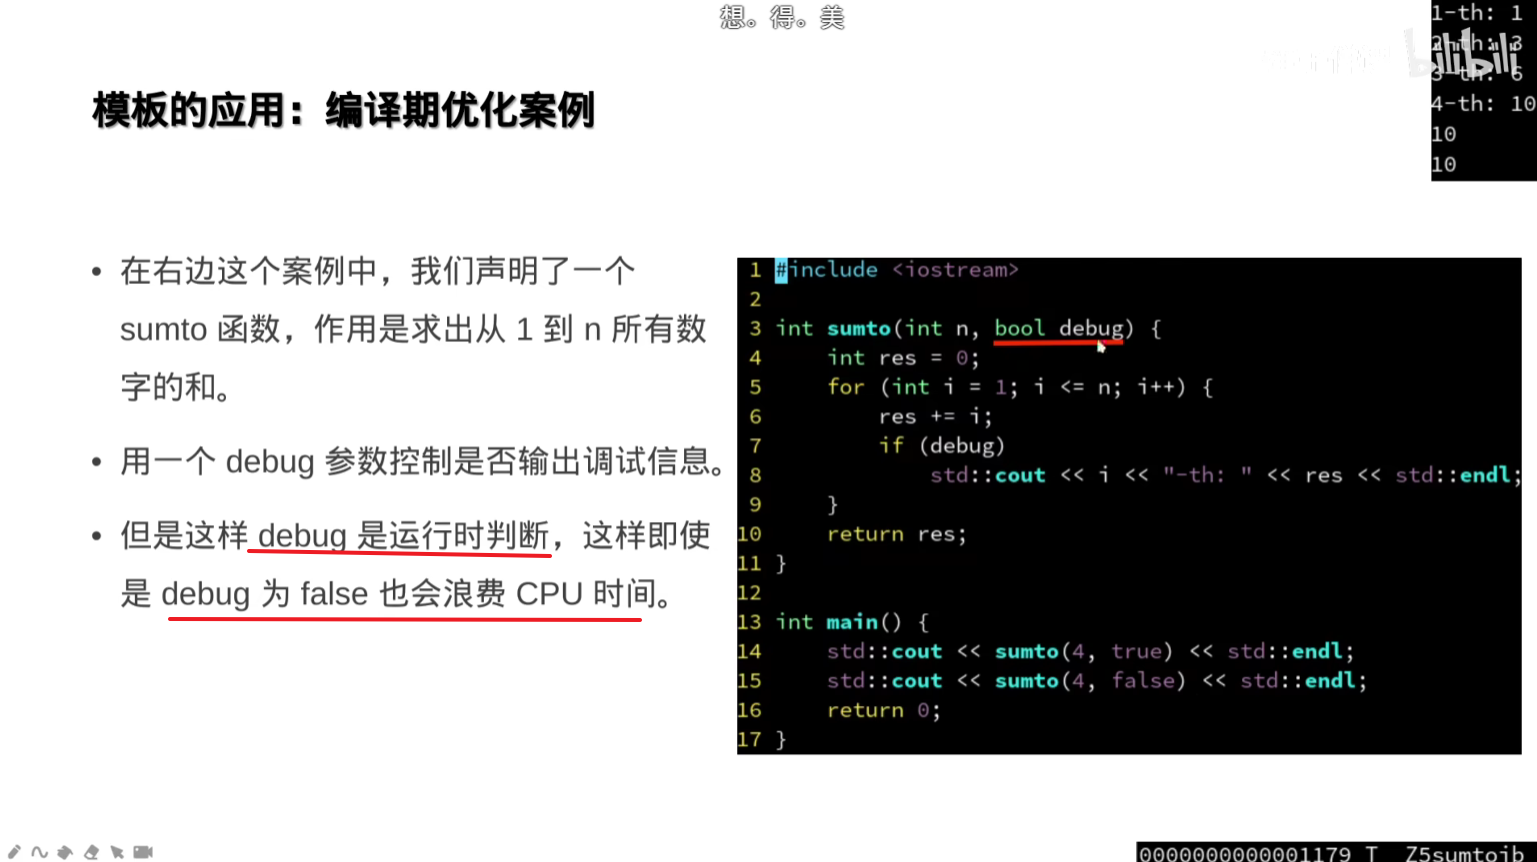 想。得。美
1-th: 1
2-th: 3
3-th: 6
4-th: 10
10
10
bilibili
模板的应用：编译期优化案例
• 在右边这个案例中，我们声明了一个
sumto 函数，作用是求出从 1 到 n 所有数
字的和。
• 用一个 debug 参数控制是否输出调试信息。
• 但是这样 debug 是运行时判断，这样即使
是 debug 为 false 也会浪费 CPU 时间。
1 #include <iostream>
2
3 int sumto(int n, bool debug) {
4     int res = 0;
5     for (int i = 1; i <= n; i++) {
6         res += i;
7         if (debug)
8             std::cout << i << "-th: " << res << std::endl;
9     }
10     return res;
11 }
12
13 int main() {
14     std::cout << sumto(4, true) << std::endl;
15     std::cout << sumto(4, false) << std::endl;
16     return 0;
17 }
0000000000001179 T _Z5sumtoib